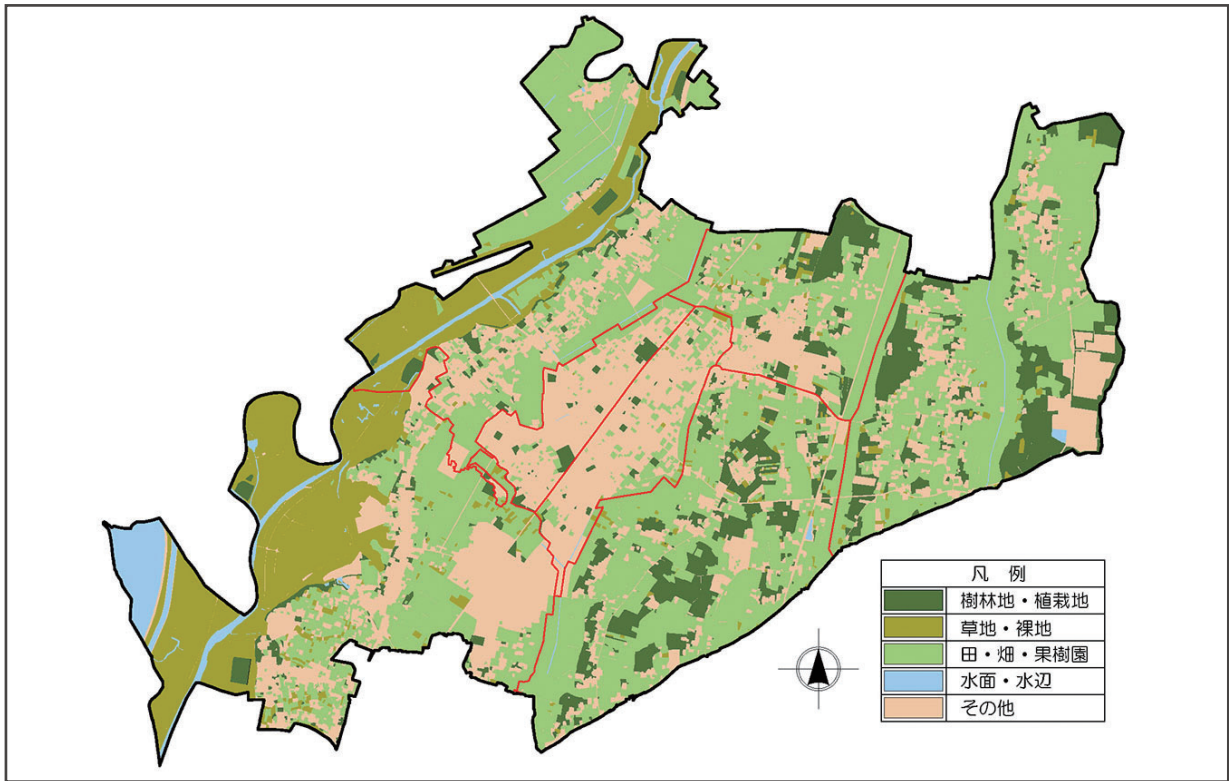 凡 例
樹林地・植栽地
草地・裸地
田・畑・果樹園
水面・水辺
その他